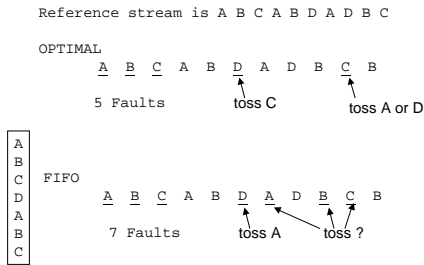 Reference stream is A B C A B D A D B C
OPTIMAL
A B C A B D A D B C B
5 Faults
toss C
toss A or D
A
B
C
D
A
B
C
FIFO
A B C A B D A D B C B
7 Faults
toss A
toss ?